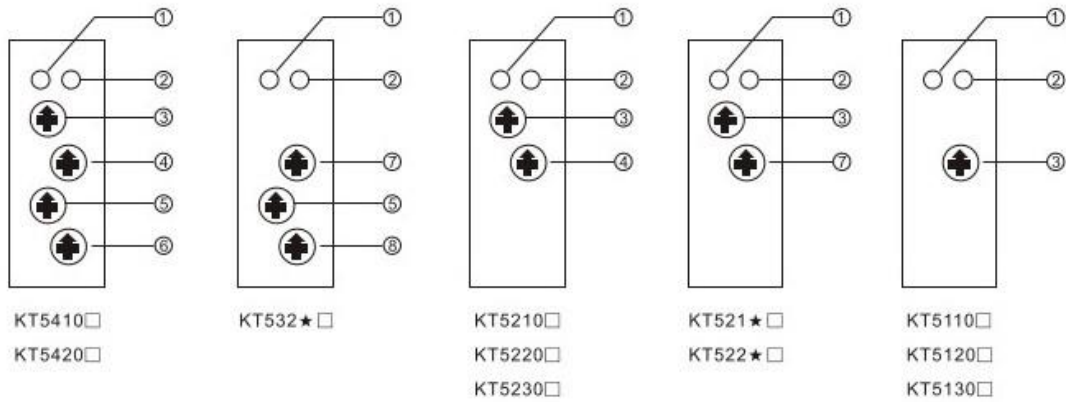 ① ① ① ① ①
② ② ② ② ②
③ ③ ③
④ ⑦ ④ ⑦ ③
⑤ ⑤
⑥ ⑧
KT5410□ KT532★□ KT5210□ KT521★□ KT5110□
KT5420□ KT5220□ KT522★□ KT5120□
KT5230□ KT5130□